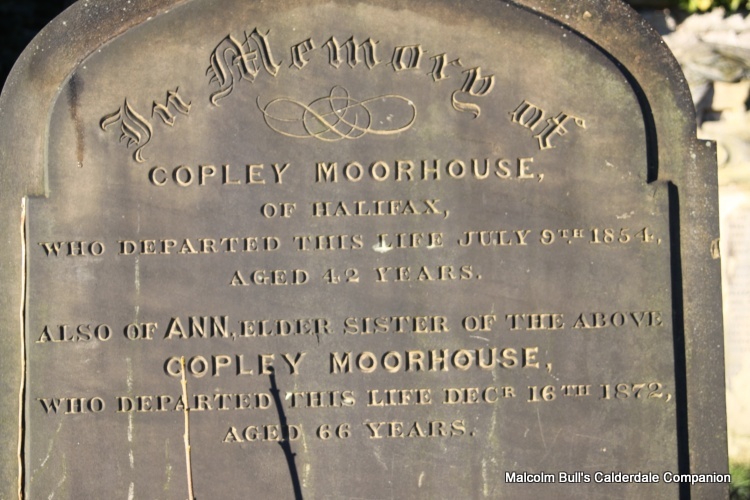 In Memory of
COPLEY MOORHOUSE,
OF HALIFAX,
WHO DEPARTED THIS LIFE JULY 9TH 1854,
AGED 42 YEARS.
ALSO OF ANN, ELDER SISTER OF THE ABOVE
COPLEY MOORHOUSE,
WHO DEPARTED THIS LIFE DECR 16TH 1872,
AGED 66 YEARS.
Malcolm Bull's Calderdale Companion